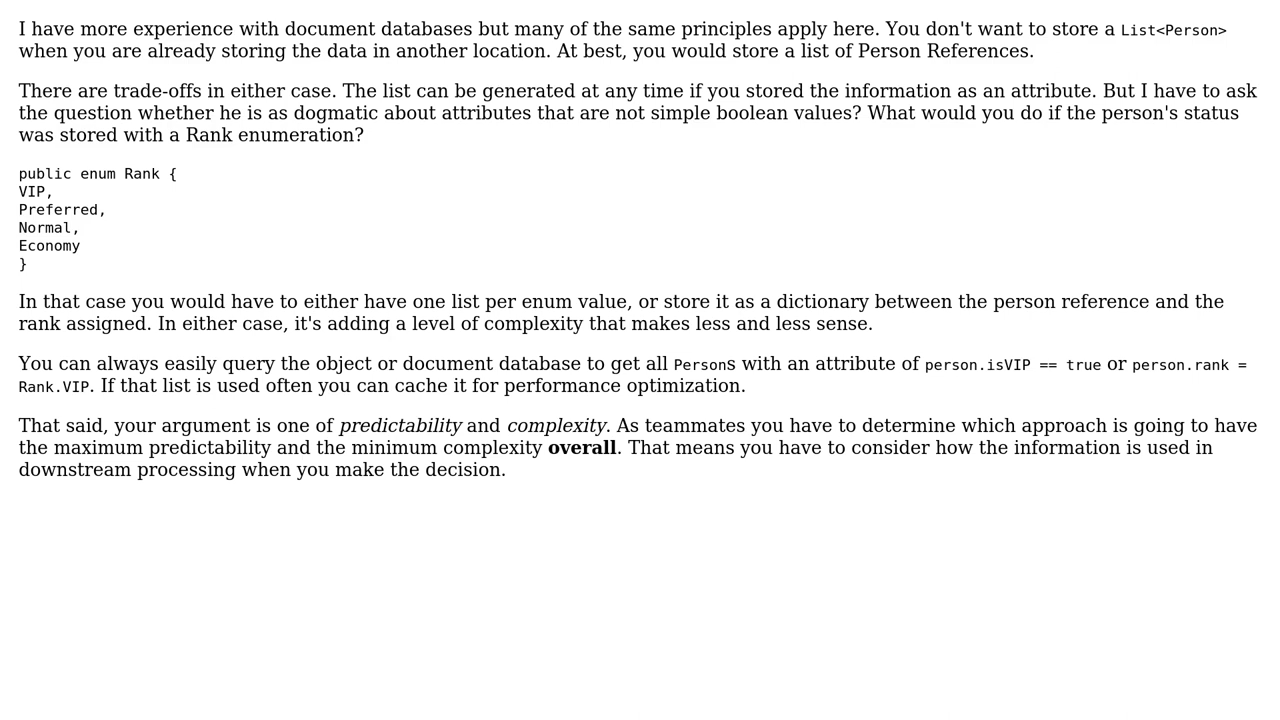 I have more experience with document databases but many of the same principles apply here. You don't want to store a List<Person>
when you are already storing the data in another location. At best, you would store a list of Person References.
There are trade-offs in either case. The list can be generated at any time if you stored the information as an attribute. But I have to ask
the question whether he is as dogmatic about attributes that are not simple boolean values? What would you do if the person's status
was stored with a Rank enumeration?
public enum Rank {
VIP,
Preferred,
Normal,
Economy
}
In that case you would have to either have one list per enum value, or store it as a dictionary between the person reference and the
rank assigned. In either case, it's adding a level of complexity that makes less and less sense.
You can always easily query the object or document database to get all Persons with an attribute of person.isVIP == true or person.rank =
Rank.VIP. If that list is used often you can cache it for performance optimization.
That said, your argument is one of predictability and complexity. As teammates you have to determine which approach is going to have
the maximum predictability and the minimum complexity overall. That means you have to consider how the information is used in
downstream processing when you make the decision.